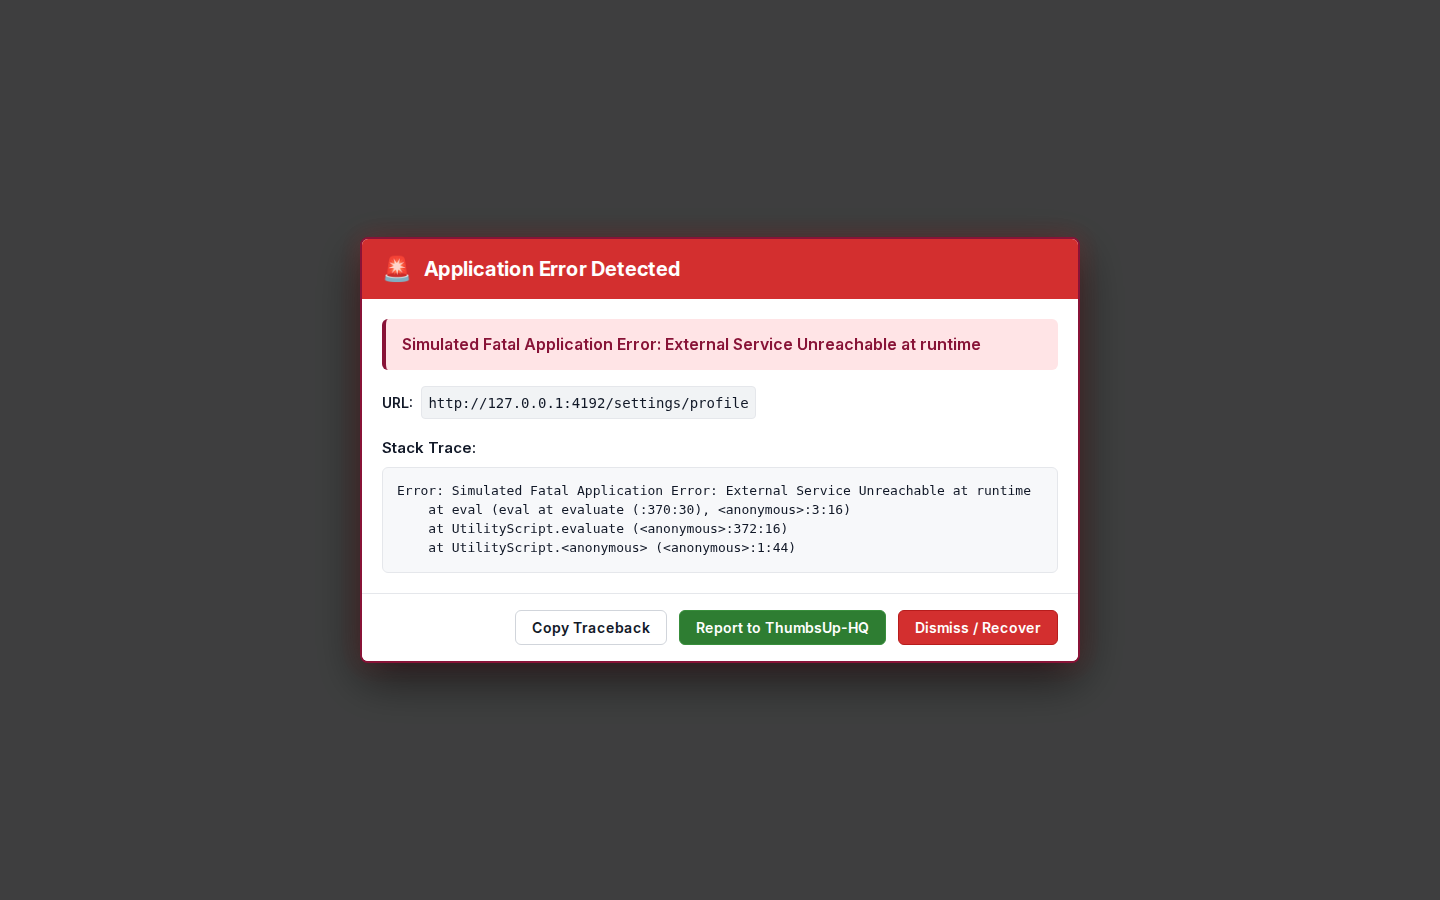 Application Error Detected
Simulated Fatal Application Error: External Service Unreachable at runtime
URL: http://127.0.0.1:4192/settings/profile
Stack Trace:
Error: Simulated Fatal Application Error: External Service Unreachable at runtime
    at eval (eval at evaluate (:370:30), <anonymous>:3:16)
    at UtilityScript.evaluate (<anonymous>:372:16)
    at UtilityScript.<anonymous> (<anonymous>:1:44)
Copy Traceback
Report to ThumbsUp-HQ
Dismiss / Recover